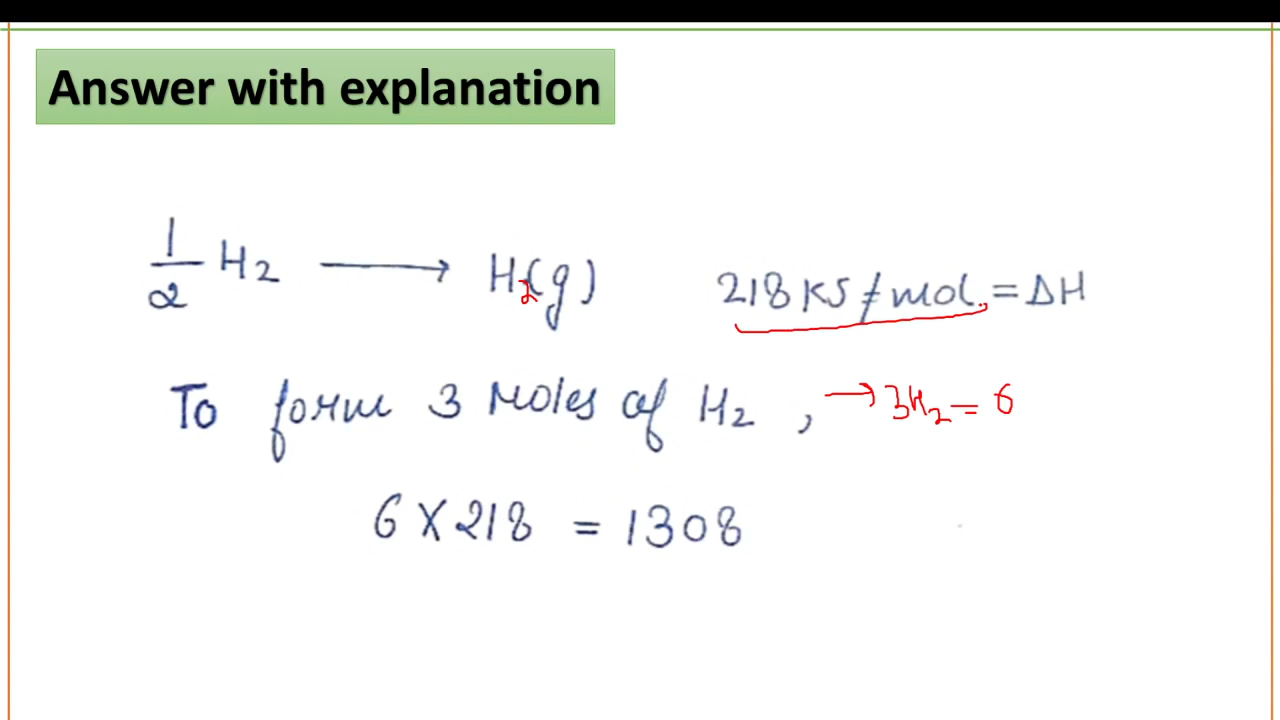 Answer with explanation
1/2 H2 ⟶ H2(g) 218 KJ/mol. = ΔH
To form 3 Moles of H2, → 3H2 = 6
6 X 218 = 1308